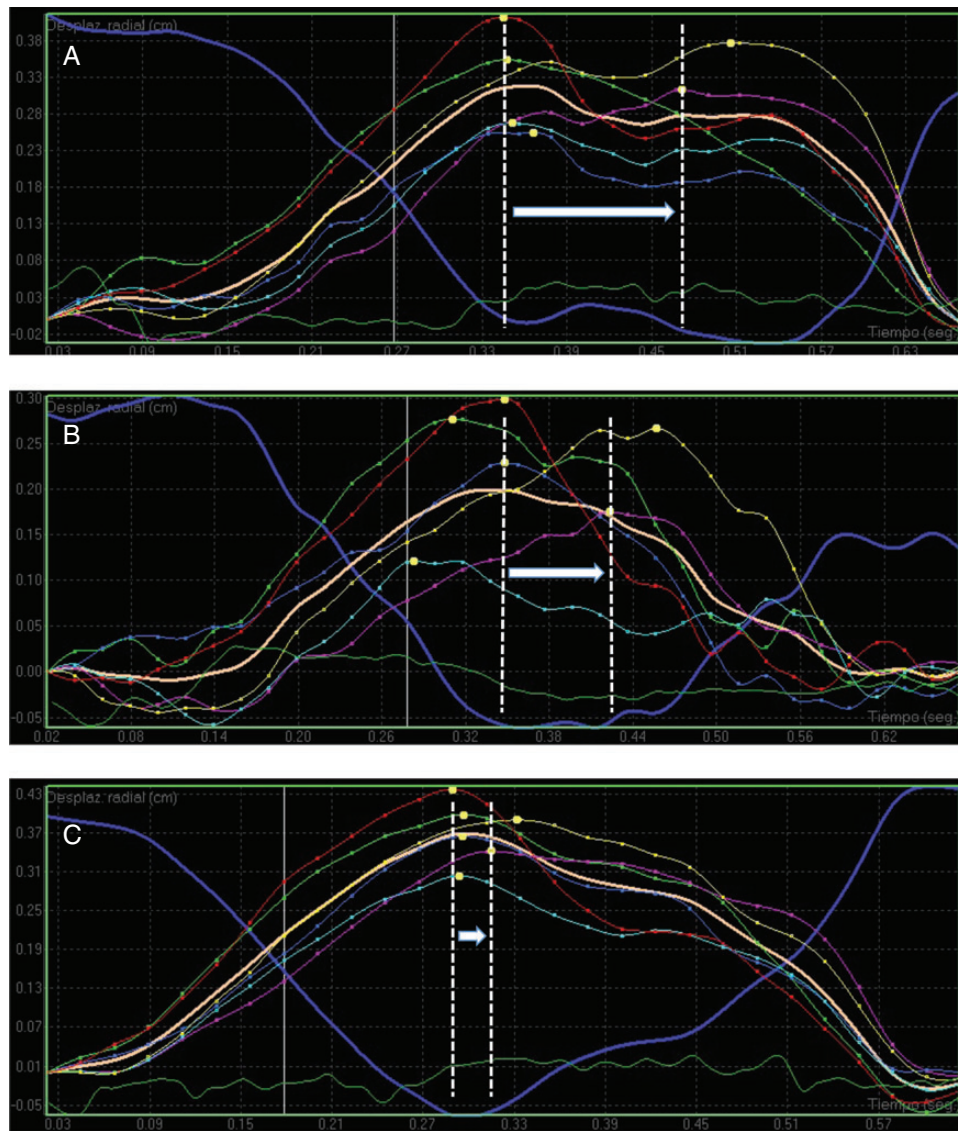 A
Desplaz. radial (cm)
0.38
0.33
0.28
0.23
0.18
0.13
0.08
0.03
-0.02
Tiempo (seg.)
0.03 0.09 0.15 0.21 0.27 0.33 0.39 0.45 0.51 0.57 0.63
B
0.30
Desplaz. radial (cm)
0.25
0.20
0.15
0.10
0.05
0.00
-0.05
Tiempo (seg.)
0.02 0.08 0.14 0.20 0.26 0.32 0.38 0.44 0.50 0.56 0.62
C
0.43
Desplaz. radial (cm)
0.37
0.31
0.25
0.19
0.13
0.07
0.01
-0.05
Tiempo (seg.)
0.03 0.09 0.15 0.21 0.27 0.33 0.39 0.45 0.51 0.57